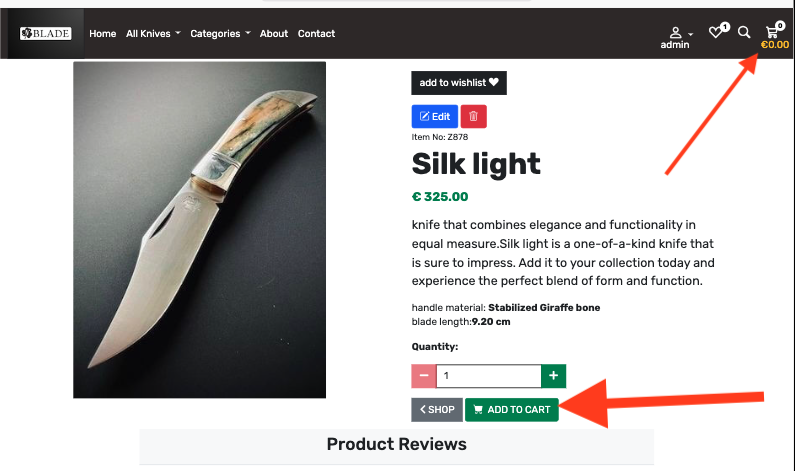 BLADE Home All Knives Categories About Contact admin 1 0 €0.00
add to wishlist
Edit
Item No: Z878
Silk light
€ 325.00
knife that combines elegance and functionality in
equal measure.Silk light is a one-of-a-kind knife that
is sure to impress. Add it to your collection today and
experience the perfect blend of form and function.
handle material: Stabilized Giraffe bone
blade length:9.20 cm
Quantity:
− 1 +
SHOP ADD TO CART
Product Reviews